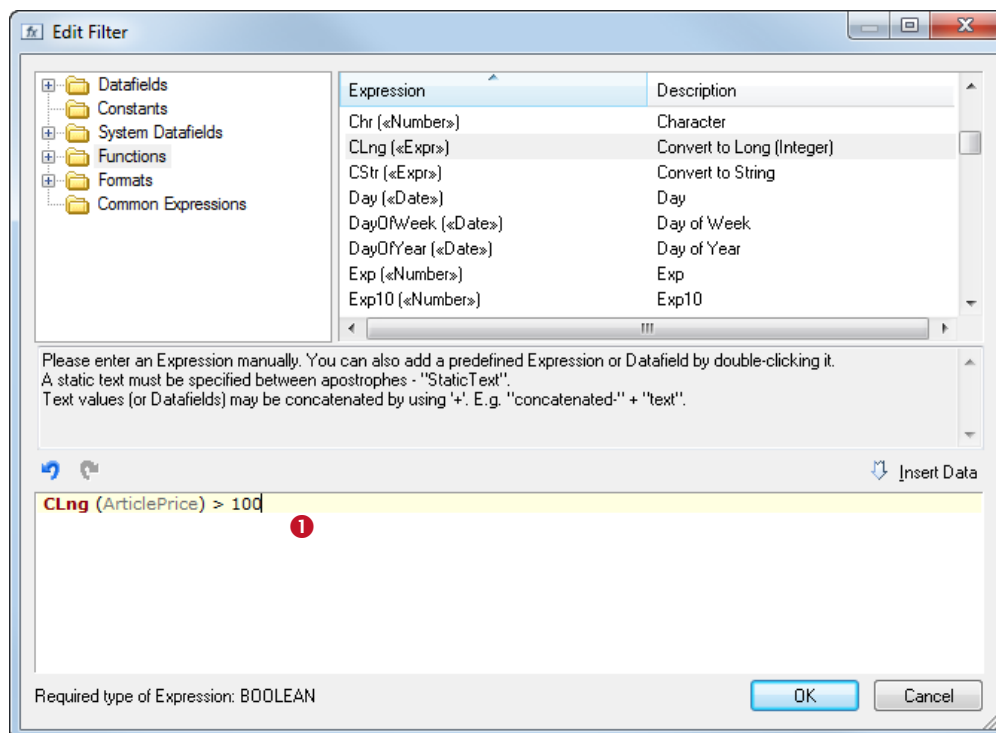 Edit Filter
Datafields
Constants
System Datafields
Functions
Formats
Common Expressions
Expression Description
Chr («Number») Character
CLng («Expr») Convert to Long (Integer)
CStr («Expr») Convert to String
Day («Date») Day
DayOfWeek («Date») Day of Week
DayOfYear («Date») Day of Year
Exp («Number») Exp
Exp10 («Number») Exp10
Please enter an Expression manually. You can also add a predefined Expression or Datafield by double-clicking it.
A static text must be specified between apostrophes - "StaticText".
Text values (or Datafields) may be concatenated by using '+'. E.g. "concatenated-" + "text".
Insert Data
CLng (ArticlePrice) > 100
1
Required type of Expression: BOOLEAN
OK Cancel